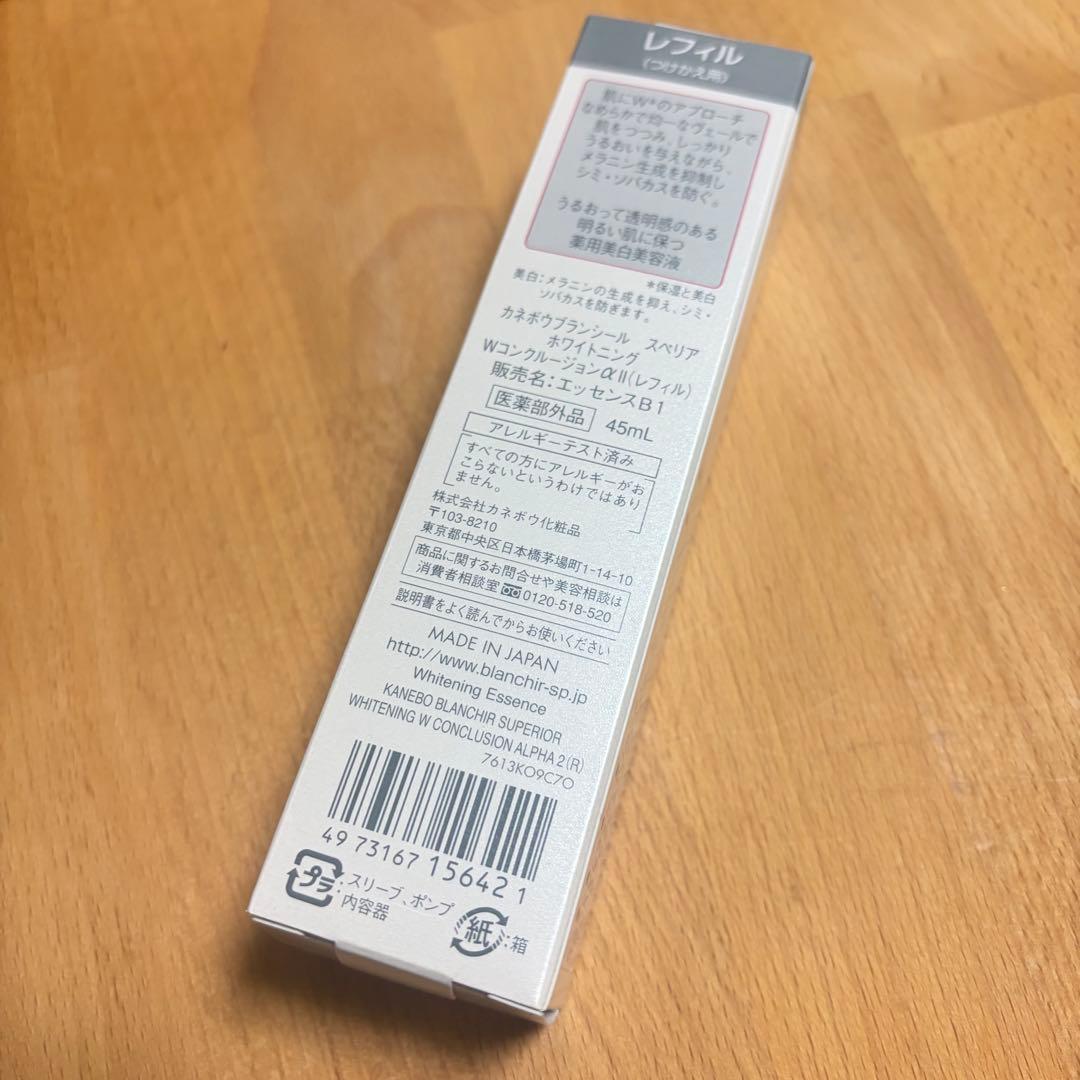 レフィル
(つけかえ用)
肌にW*のアプローチ
なめらかで均一なヴェールで
肌をつつみ、しっかり
うるおいを与えながら、
メラニン生成を抑制し
シミ・ソバカスを防ぐ。
うるおって透明感のある
明るい肌に保つ
薬用美白美容液
*保湿と美白
美白:メラニンの生成を抑え、シミ・
ソバカスを防ぎます。
カネボウブランシール スペリア
ホワイトニング
WコンクルージョンαII(レフィル)
販売名:エッセンスB1
医薬部外品 45mL
アレルギーテスト済み
すべての方にアレルギーがお
こらないというわけではあり
ません。
株式会社カネボウ化粧品
〒103-8210
東京都中央区日本橋茅場町1-14-10
商品に関するお問合せや美容相談は
消費者相談室 0120-518-520
説明書をよく読んでからお使いください
MADE IN JAPAN
http://www.blanchir-sp.jp
Whitening Essence
KANEBO BLANCHIR SUPERIOR
WHITENING W CONCLUSION ALPHA 2 (R)
7613KO9C7O
4973167156421
プラ:スリーブ、ポンプ
内容器
紙:箱